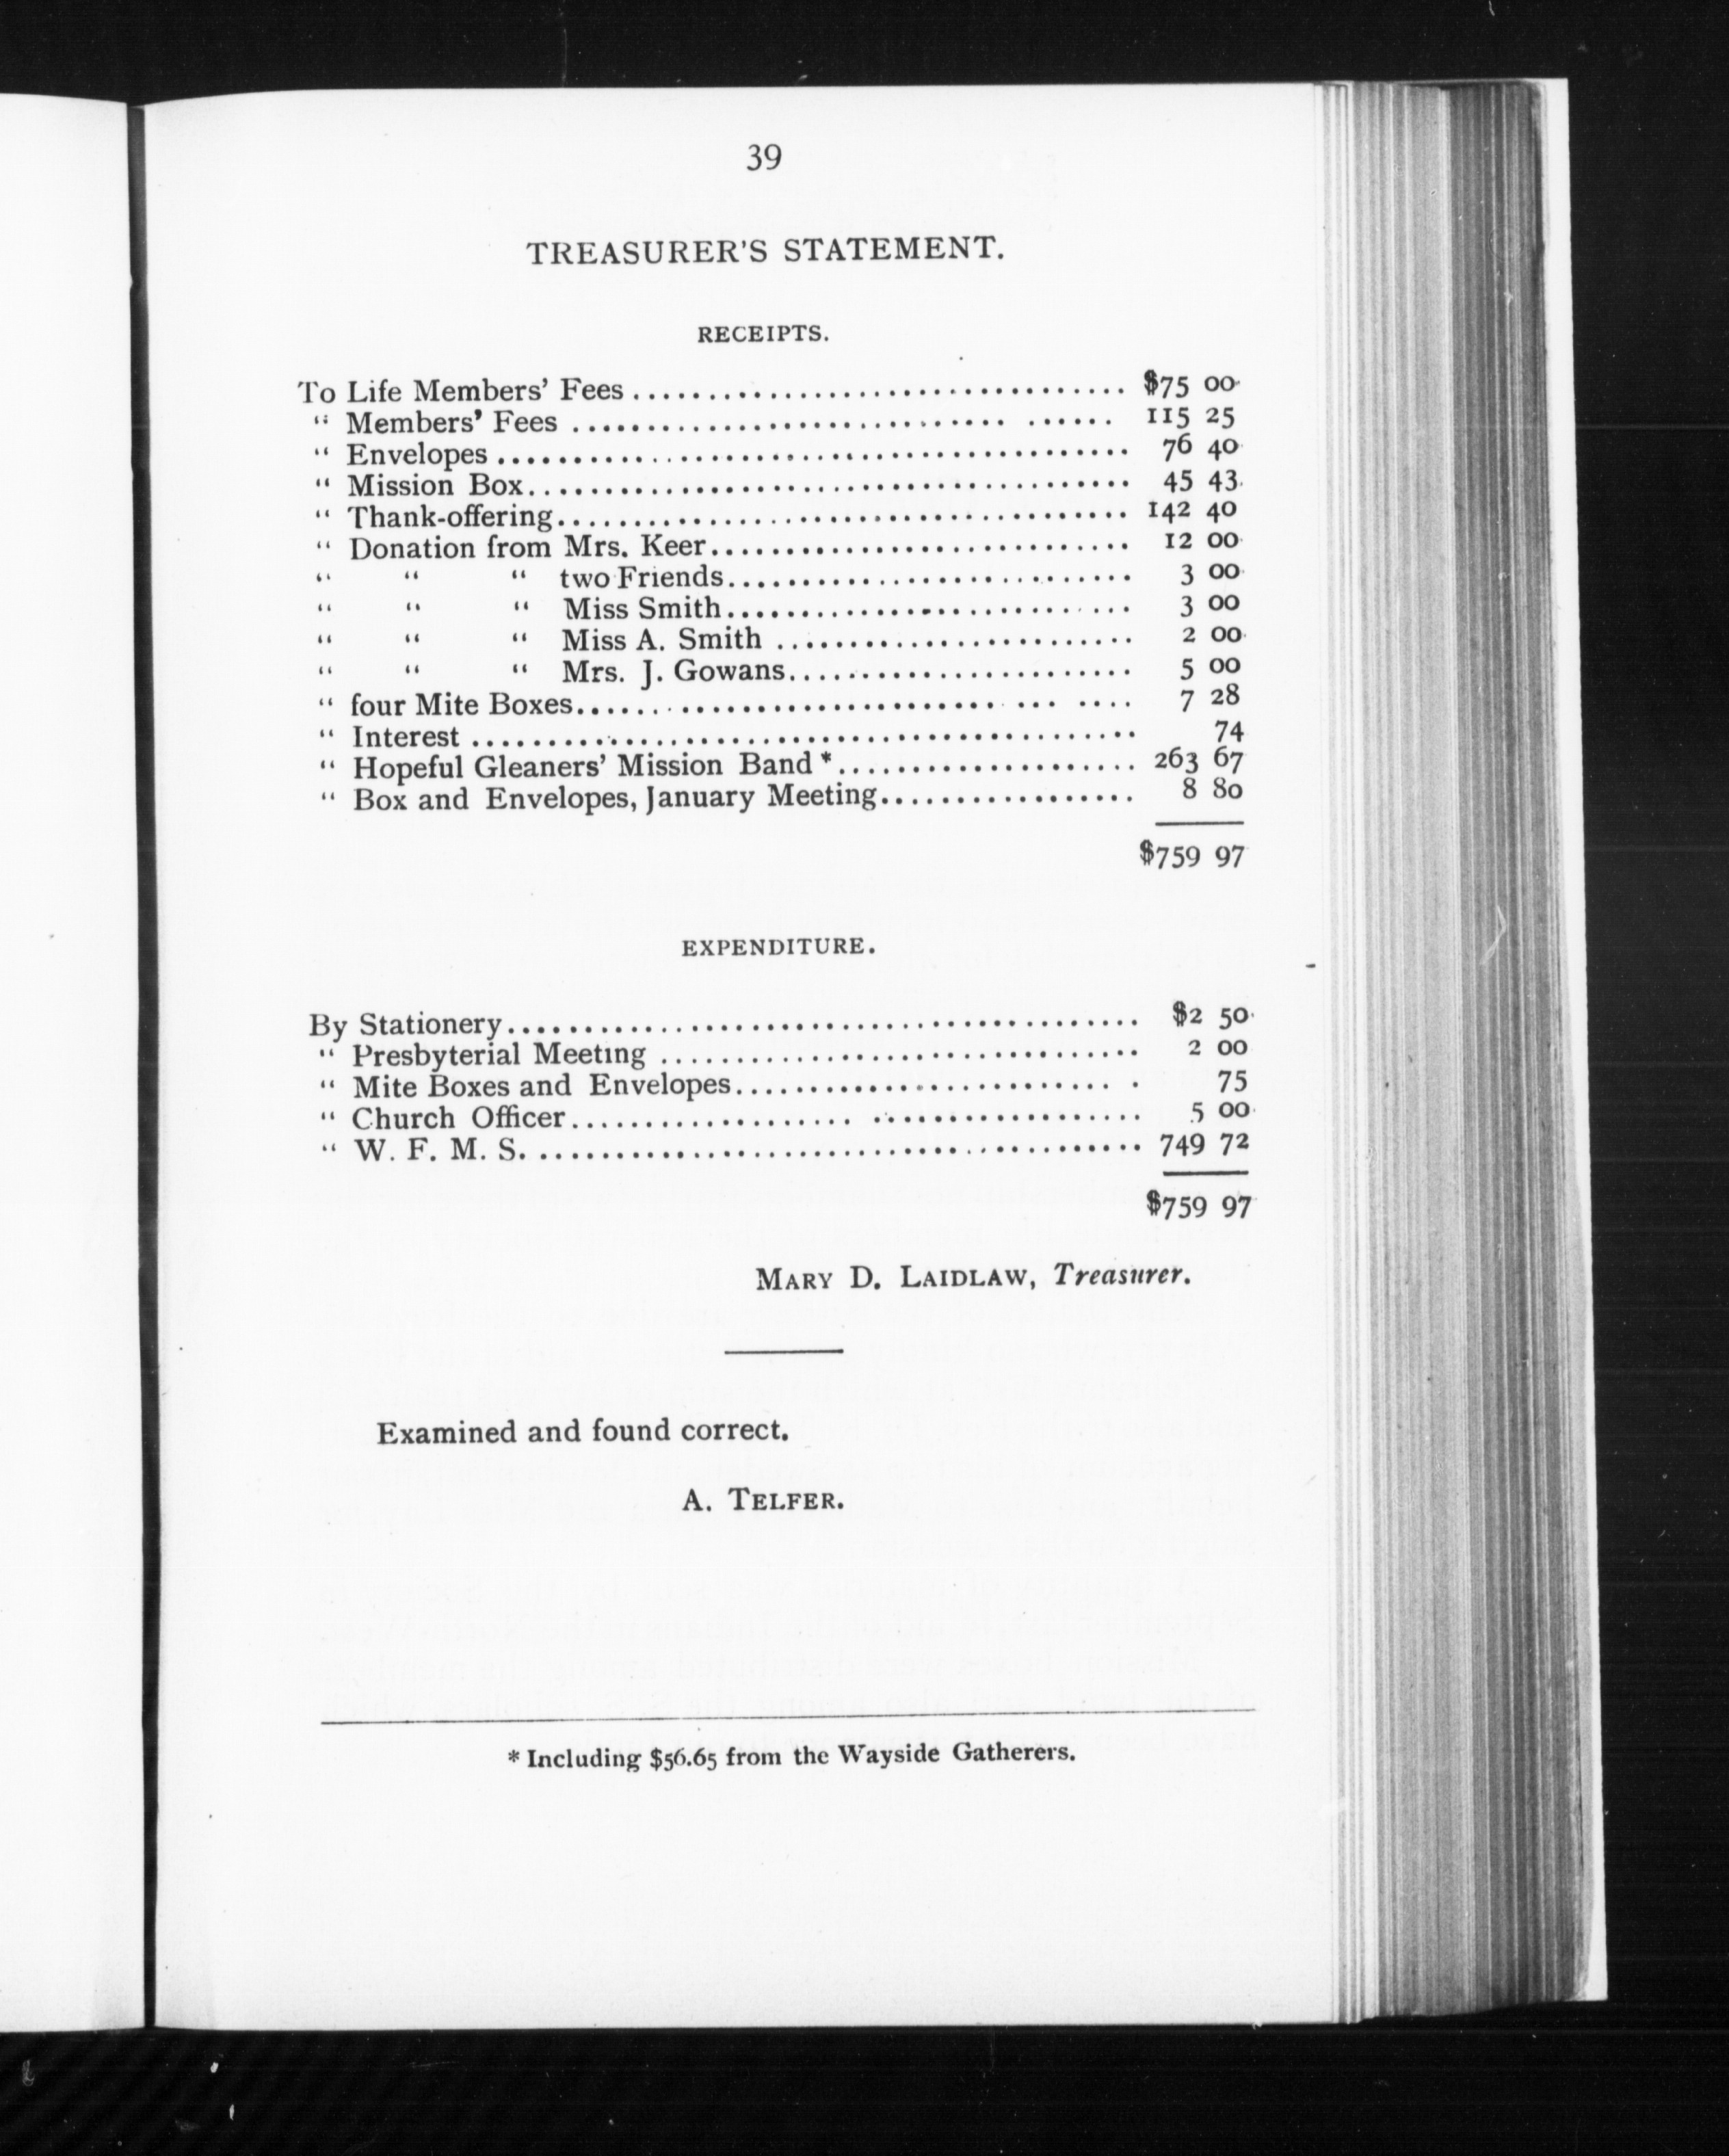 39
TREASURER'S STATEMENT.
RECEIPTS.
To Life Members' Fees ................................. $75 00
" Members' Fees ............................. ...... 115 25
" Envelopes .......................................... 76 40
" Mission Box........................................ 45 43
" Thank-offering...................................... 142 40
" Donation from Mrs. Keer............................ 12 00
" " " two Friends........................... 3 00
" " " Miss Smith........................... 3 00
" " " Miss A. Smith ........................ 2 00
" " " Mrs. J. Gowans....................... 5 00
" four Mite Boxes............................ ... .... 7 28
" Interest ............................................ 74
" Hopeful Gleaners' Mission Band *.................... 263 67
" Box and Envelopes, January Meeting................. 8 80
$759 97
EXPENDITURE.
By Stationery.......................................... $2 50
" Presbyterial Meeting ................................ 2 00
" Mite Boxes and Envelopes......................... . 75
" Church Officer................... .................. 5 00
" W. F. M. S. ........................................ 749 72
$759 97
MARY D. LAIDLAW, Treasurer.
Examined and found correct.
A. TELFER.
* Including $56.65 from the Wayside Gatherers.